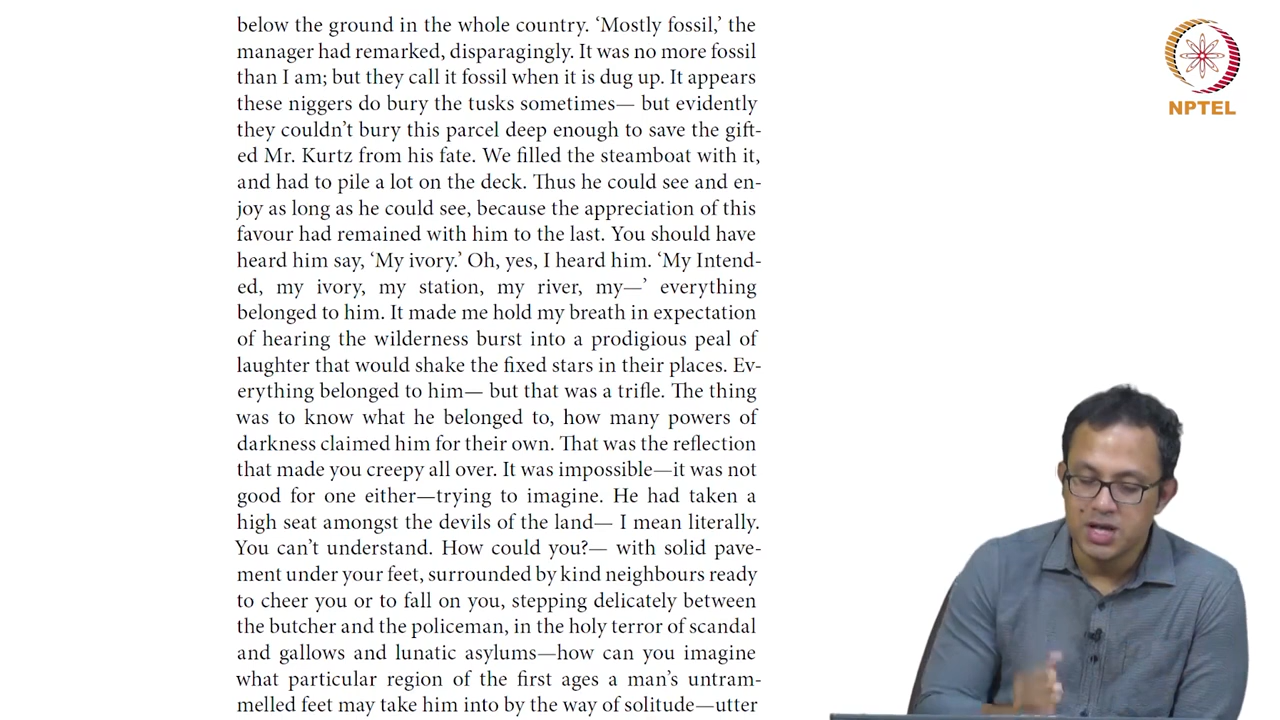 below the ground in the whole country. ‘Mostly fossil,’ the
manager had remarked, disparagingly. It was no more fossil
than I am; but they call it fossil when it is dug up. It appears
these niggers do bury the tusks sometimes— but evidently
they couldn’t bury this parcel deep enough to save the gift-
ed Mr. Kurtz from his fate. We filled the steamboat with it,
and had to pile a lot on the deck. Thus he could see and en-
joy as long as he could see, because the appreciation of this
favour had remained with him to the last. You should have
heard him say, ‘My ivory.’ Oh, yes, I heard him. ‘My Intend-
ed, my ivory, my station, my river, my—’ everything
belonged to him. It made me hold my breath in expectation
of hearing the wilderness burst into a prodigious peal of
laughter that would shake the fixed stars in their places. Ev-
erything belonged to him— but that was a trifle. The thing
was to know what he belonged to, how many powers of
darkness claimed him for their own. That was the reflection
that made you creepy all over. It was impossible—it was not
good for one either—trying to imagine. He had taken a
high seat amongst the devils of the land— I mean literally.
You can’t understand. How could you?— with solid pave-
ment under your feet, surrounded by kind neighbours ready
to cheer you or to fall on you, stepping delicately between
the butcher and the policeman, in the holy terror of scandal
and gallows and lunatic asylums—how can you imagine
what particular region of the first ages a man’s untram-
melled feet may take him into by the way of solitude—utter
NPTEL